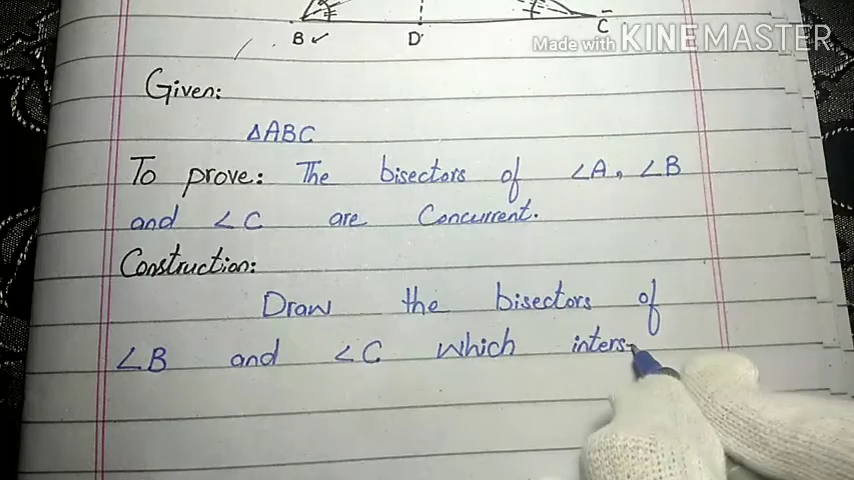 B ✓ D C
Made with KINEMASTER
Given:
△ABC
To prove: The bisectors of ∠A, ∠B
and ∠C are Concurrent.
Construction:
Draw the bisectors of
∠B and ∠C which inters